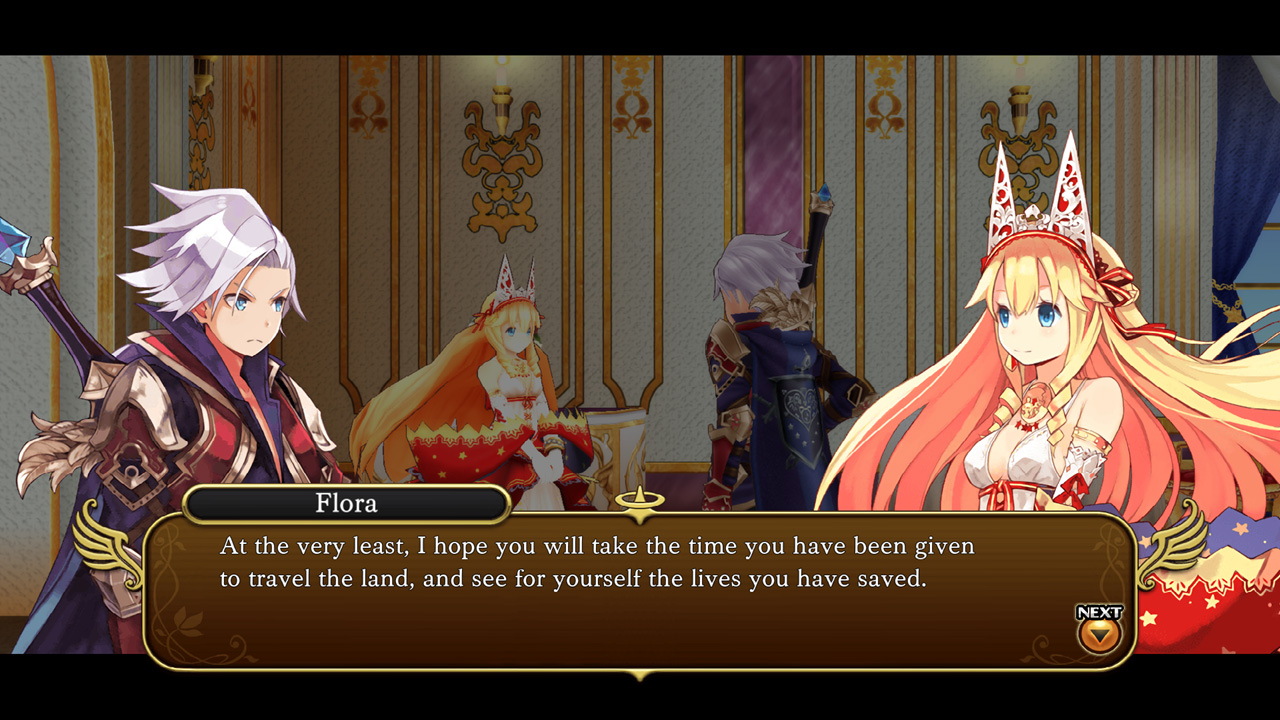 Flora
At the very least, I hope you will take the time you have been given
to travel the land, and see for yourself the lives you have saved.
NEXT